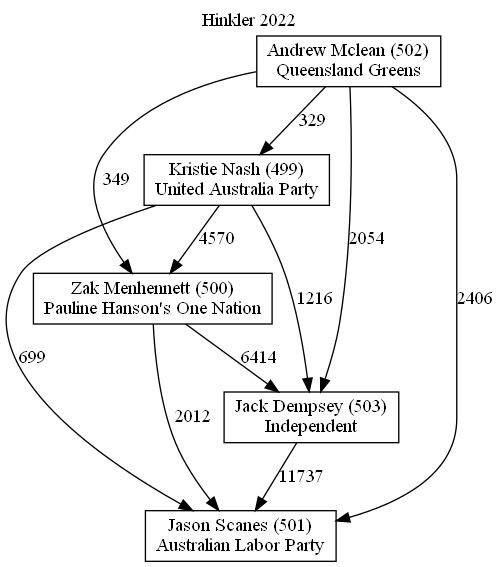 Hinkler 2022
Andrew Mclean (502)
Queensland Greens
329
Kristie Nash (499)
United Australia Party
349
4570
2054
Zak Menhennett (500)
Pauline Hanson's One Nation
1216
2406
699
6414
2012
Jack Dempsey (503)
Independent
11737
Jason Scanes (501)
Australian Labor Party